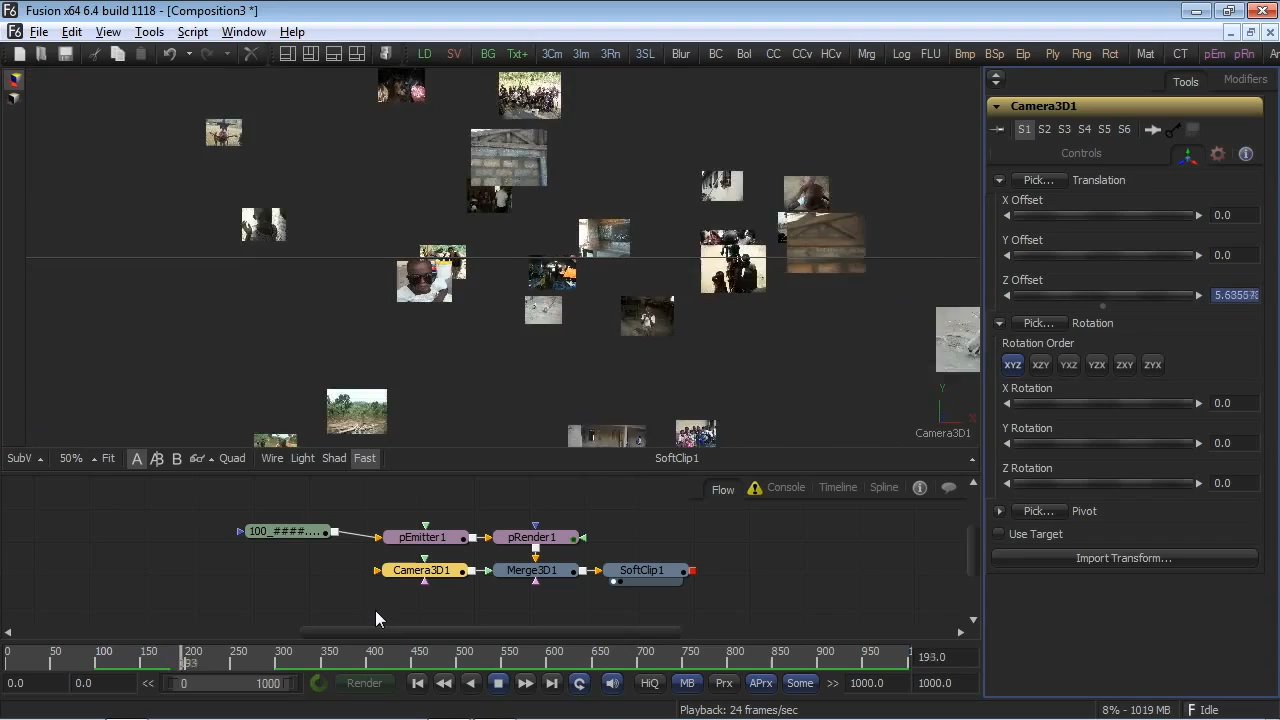 Fusion x64 6.4 build 1118 - [Composition3 *]
File Edit View Tools Script Window Help
LD SV BG Txt+ 3Cm 3Im 3Rn 3SL Blur BC Bol CC CCv HCv Mrg Log FLU Bmp BSp Elp Ply Rng Rct Mat CT pEm pRn
Tools Modifiers
Camera3D1
S1 S2 S3 S4 S5 S6
Controls
Pick... Translation
X Offset
0.0
Y Offset
0.0
Z Offset
Pick... Rotation
Rotation Order
XYZ XZY YXZ YZX ZXY ZYX
X Rotation
0.0
Y Rotation
0.0
Z Rotation
0.0
Pick... Pivot
Use Target
Import Transform...
Y
X
Camera3D1
SubV 50% Fit A B Quad Wire Light Shad Fast SoftClip1
Flow Console Timeline Spline
100_####....
pEmitter1 pRender1
Camera3D1 Merge3D1 SoftClip1
0 50 100 150 200 250 300 350 400 450 500 550 600 650 700 750 800 850 900 950
193
193.0
0.0 0.0 << 0 1000 Render HiQ MB Prx APrx Some >> 1000.0 1000.0
Playback: 24 frames/sec 8% - 1019 MB Idle